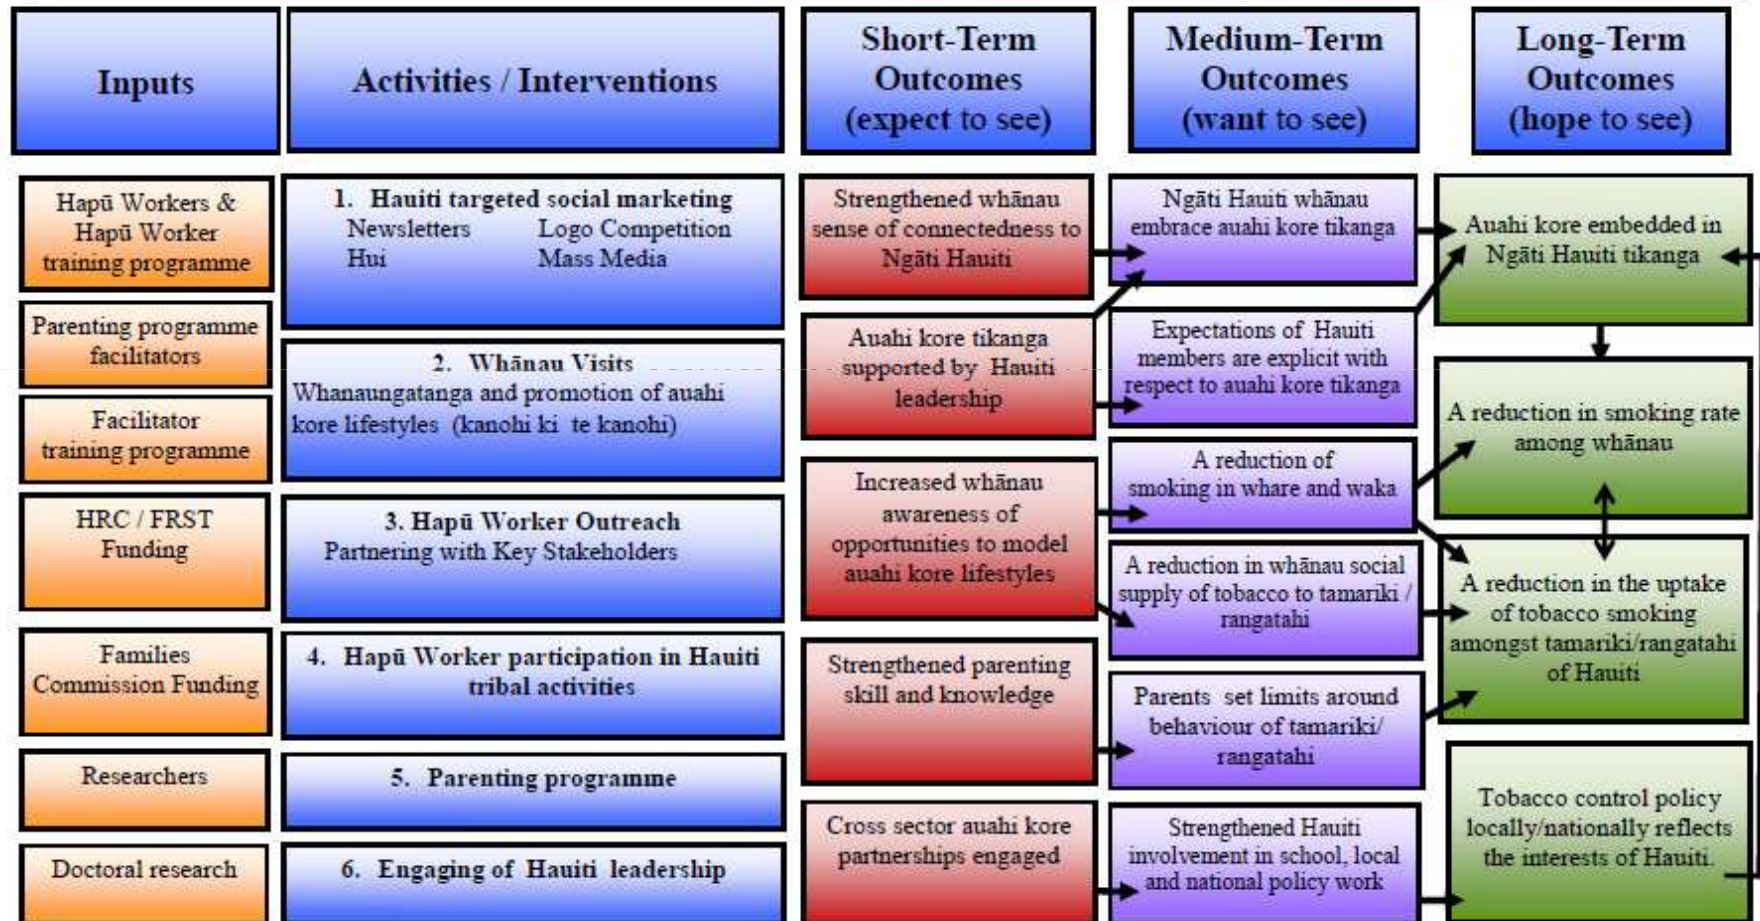 Inputs
Activities / Interventions
Short-Term
Outcomes
(expect to see)
Medium-Term
Outcomes
(want to see)
Long-Term
Outcomes
(hope to see)
Hapū Workers &
Hapū Worker
training programme
Parenting programme
facilitators
Facilitator
training programme
HRC / FRST
Funding
Families
Commission Funding
Researchers
Doctoral research
1. Hauiti targeted social marketing
Newsletters Logo Competition
Hui Mass Media
2. Whānau Visits
Whanaungatanga and promotion of auahi
kore lifestyles (kanohi ki te kanohi)
3. Hapū Worker Outreach
Partnering with Key Stakeholders
4. Hapū Worker participation in Hauiti
tribal activities
5. Parenting programme
6. Engaging of Hauiti leadership
Strengthened whānau
sense of connectedness to
Ngāti Hauiti
Auahi kore tikanga
supported by Hauiti
leadership
Increased whānau
awareness of
opportunities to model
auahi kore lifestyles
Strengthened parenting
skill and knowledge
Cross sector auahi kore
partnerships engaged
Ngāti Hauiti whānau
embrace auahi kore tikanga
Expectations of Hauiti
members are explicit with
respect to auahi kore tikanga
A reduction of
smoking in whare and waka
A reduction in whānau social
supply of tobacco to tamariki /
rangatahi
Parents set limits around
behaviour of tamariki/
rangatahi
Strengthened Hauiti
involvement in school, local
and national policy work
Auahi kore embedded in
Ngāti Hauiti tikanga
A reduction in smoking rate
among whānau
A reduction in the uptake
of tobacco smoking
amongst tamariki/rangatahi
of Hauiti
Tobacco control policy
locally/nationally reflects
the interests of Hauiti.